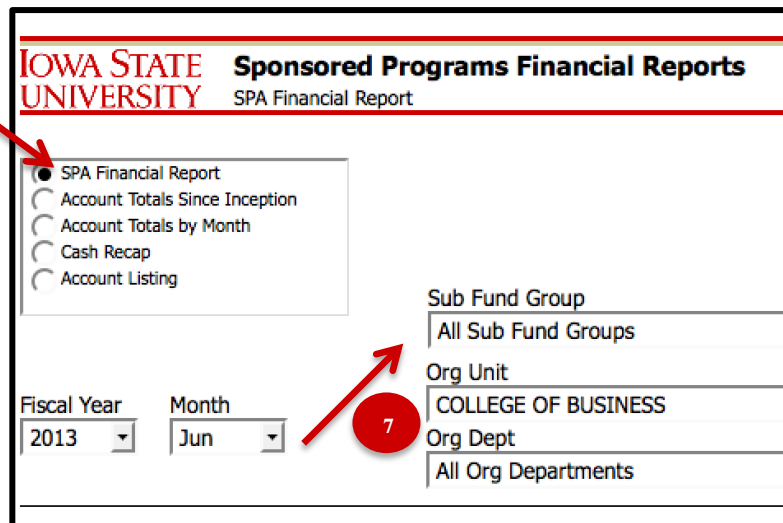 IOWA STATE
UNIVERSITY
Sponsored Programs Financial Reports
SPA Financial Report
SPA Financial Report
Account Totals Since Inception
Account Totals by Month
Cash Recap
Account Listing
Sub Fund Group
All Sub Fund Groups
Org Unit
COLLEGE OF BUSINESS
Org Dept
All Org Departments
Fiscal Year
2013
Month
Jun
7